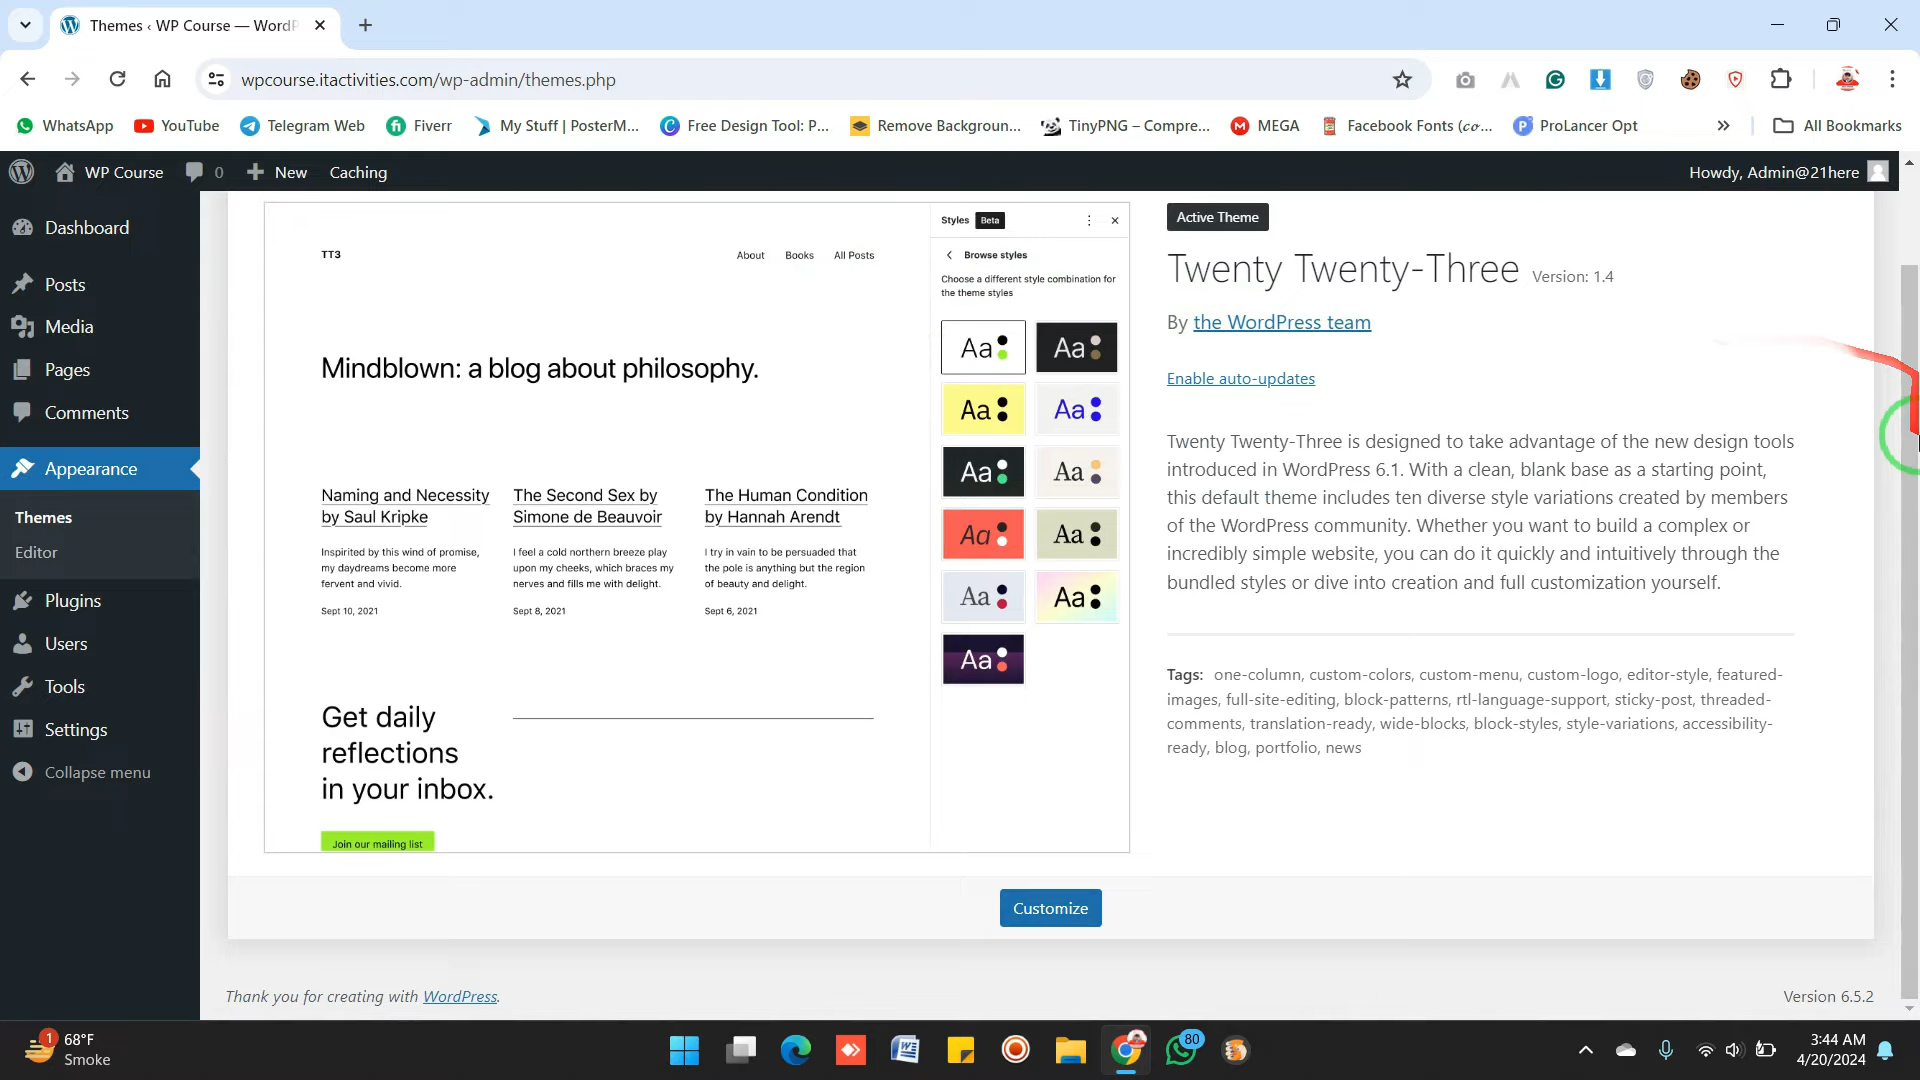 Themes ‹ WP Course — WordP
wpcourse.itactivities.com/wp-admin/themes.php
WhatsApp
YouTube
Telegram Web
Fiverr
My Stuff | PosterM...
Free Design Tool: P...
Remove Backgroun...
TinyPNG – Compre...
MEGA
Facebook Fonts (𝒸ℴ...
ProLancer Opt
All Bookmarks
WP Course
0
New
Caching
Howdy, Admin@21here
Dashboard
Posts
Media
Pages
Comments
Appearance
Themes
Editor
Plugins
Users
Tools
Settings
Collapse menu
TT3
About
Books
All Posts
Mindblown: a blog about philosophy.
Naming and Necessity
by Saul Kripke
Inspirited by this wind of promise,
my daydreams become more
fervent and vivid.
Sept 10, 2021
The Second Sex by
Simone de Beauvoir
I feel a cold northern breeze play
upon my cheeks, which braces my
nerves and fills me with delight.
Sept 8, 2021
The Human Condition
by Hannah Arendt
I try in vain to be persuaded that
the pole is anything but the region
of beauty and delight.
Sept 6, 2021
Get daily
reflections
in your inbox.
Join our mailing list
Styles Beta
Browse styles
Choose a different style combination for
the theme styles
Aa Aa
Aa Aa
Aa Aa
Aa Aa
Aa Aa
Aa
Active Theme
Twenty Twenty-Three Version: 1.4
By the WordPress team
Enable auto-updates
Twenty Twenty-Three is designed to take advantage of the new design tools
introduced in WordPress 6.1. With a clean, blank base as a starting point,
this default theme includes ten diverse style variations created by members
of the WordPress community. Whether you want to build a complex or
incredibly simple website, you can do it quickly and intuitively through the
bundled styles or dive into creation and full customization yourself.
Tags: one-column, custom-colors, custom-menu, custom-logo, editor-style, featured-
images, full-site-editing, block-patterns, rtl-language-support, sticky-post, threaded-
comments, translation-ready, wide-blocks, block-styles, style-variations, accessibility-
ready, blog, portfolio, news
Customize
Thank you for creating with WordPress.
Version 6.5.2
1
68°F
Smoke
80
3:44 AM
4/20/2024